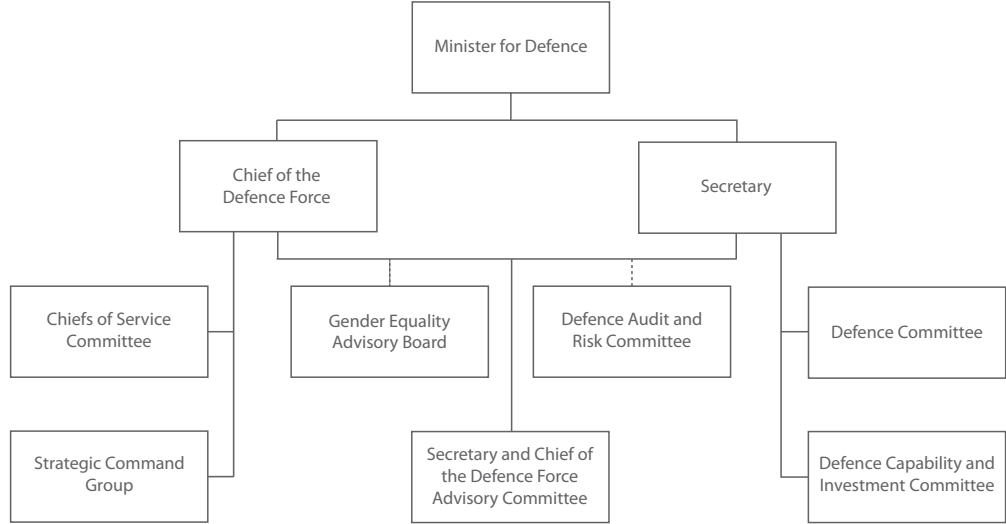 Minister for Defence
Chief of the
Defence Force
Secretary
Chiefs of Service
Committee
Gender Equality
Advisory Board
Defence Audit and
Risk Committee
Defence Committee
Strategic Command
Group
Secretary and Chief of
the Defence Force
Advisory Committee
Defence Capability and
Investment Committee